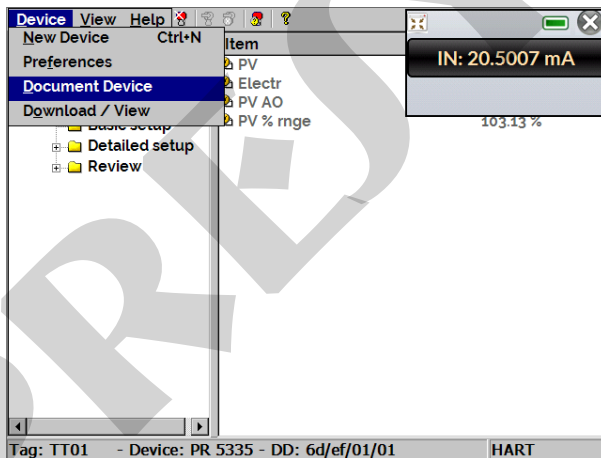 Device View Help
New Device Ctrl+N
Preferences
Document Device
Download / View
Basic setup
Detailed setup
Review
Item
PV
Electr
PV AO
PV % rnge
103.13 %
IN: 20.5007 mA
Tag: TT01 - Device: PR 5335 - DD: 6d/ef/01/01 HART